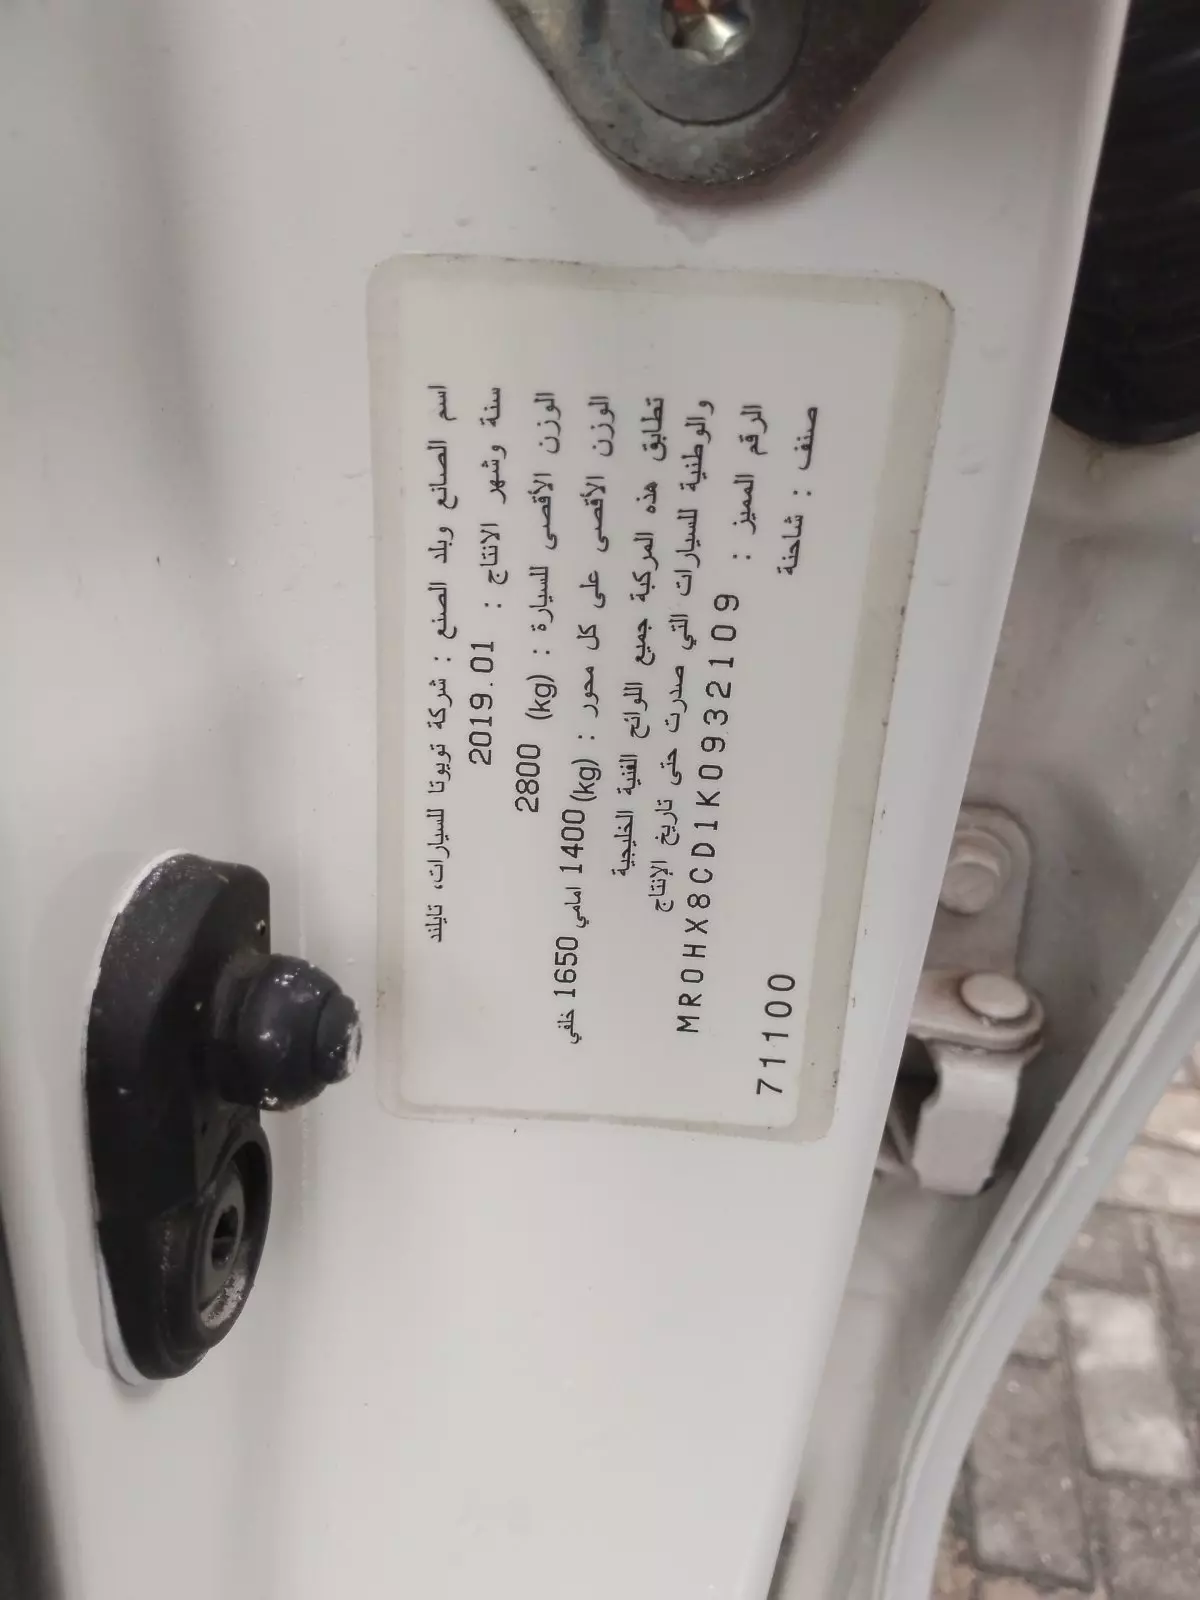 اسم الصانع وبلد الصنع : شركة تويوتا للسيارات، تايلند
سنة وشهر الانتاج : 2019.01
الوزن الأقصى للسيارة : (kg) 2800
الوزن الأقصى على كل محور : (kg) 1400 امامي 1650 خلفي
تطابق هذه المركبة جميع اللوائح الفنية الخليجية
والوطنية للسيارات التي صدرت حتى تاريخ الإنتاج
الرقم المميز : MR0HX8CD1K0932109
صنف : شاحنة
71100